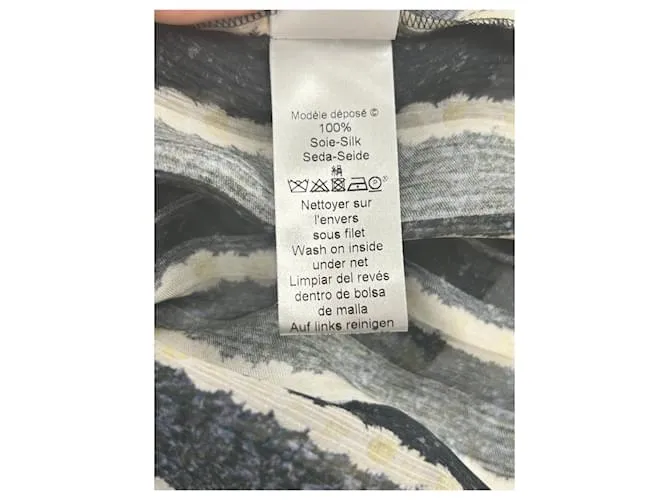 Modèle déposé ©
100%
Soie-Silk
Seda-Seide
絹
Nettoyer sur
l'envers
sous filet
Wash on inside
under net
Limpiar del revés
dentro de bolsa
de malla
Auf links reinigen